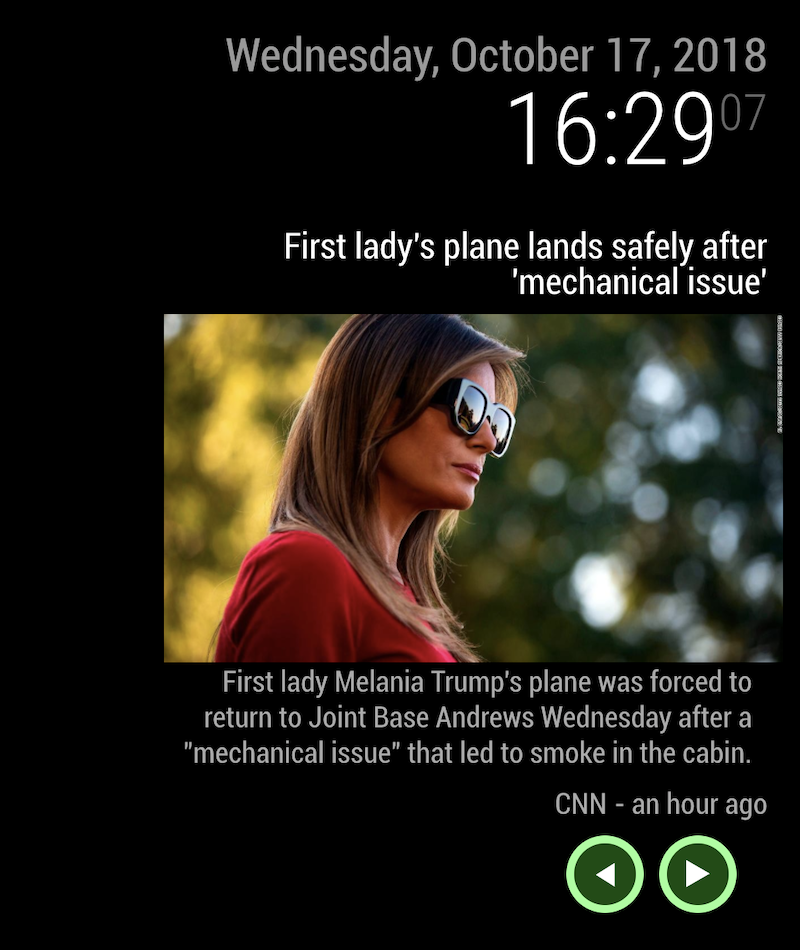 Wednesday, October 17, 2018
16:29 07
First lady's plane lands safely after
'mechanical issue'
First lady Melania Trump's plane was forced to
return to Joint Base Andrews Wednesday after a
"mechanical issue" that led to smoke in the cabin.
CNN - an hour ago